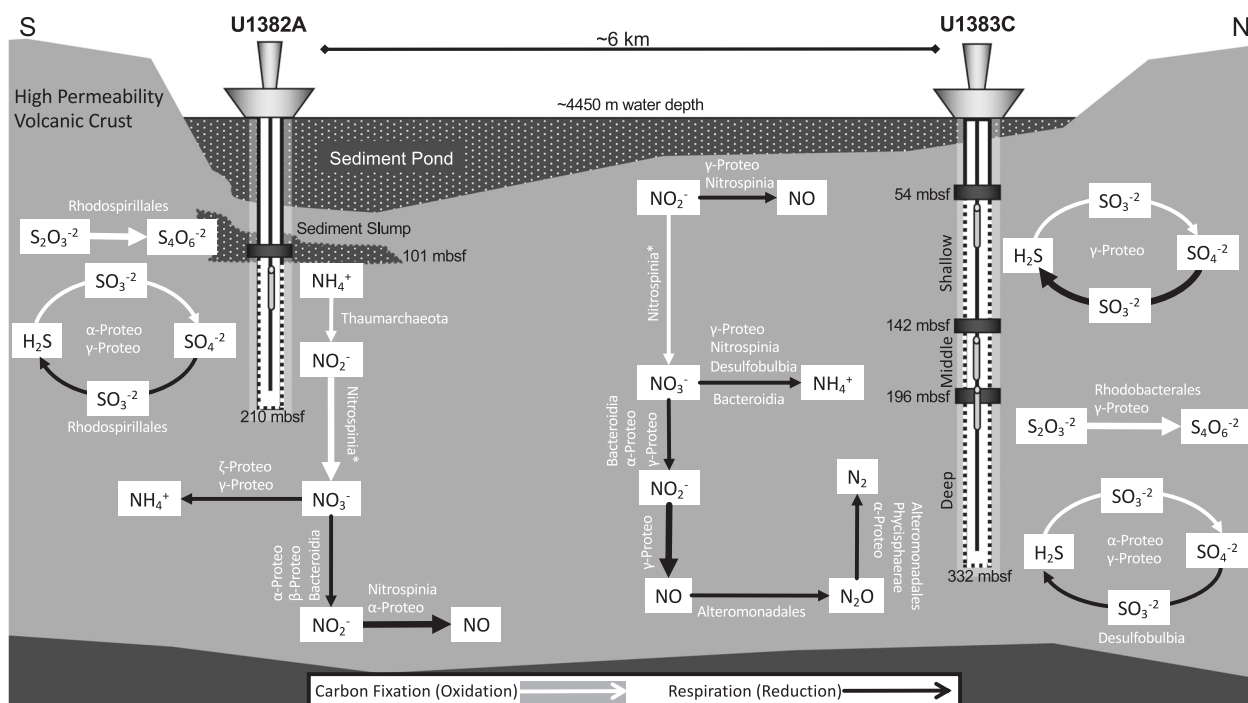 S
U1382A
~6 km
U1383C
N
High Permeability
Volcanic Crust
~4450 m water depth
Sediment Pond
Sediment Slump
101 mbsf
210 mbsf
Rhodospirillales
S₂O₃⁻²
S₄O₆⁻²
SO₃⁻²
H₂S
α-Proteo
γ-Proteo
SO₄⁻²
SO₃⁻²
Rhodospirillales
NH₄⁺
Thaumarchaeota
NO₂⁻
Nitrospinia*
ζ-Proteo
γ-Proteo
NH₄⁺
NO₃⁻
α-Proteo
β-Proteo
Bacteroidia
Nitrospinia
α-Proteo
NO₂⁻
NO
γ-Proteo
Nitrospinia
NO₂⁻
NO
Nitrospinia*
γ-Proteo
Nitrospinia
Desulfobulbia
NO₃⁻
NH₄⁺
Bacteroidia
Bacteroidia
α-Proteo
γ-Proteo
NO₂⁻
γ-Proteo
NO
Alteromonadales
N₂O
N₂
α-Proteo
Phycisphaerae
Alteromonadales
54 mbsf
Shallow
142 mbsf
Middle
196 mbsf
Deep
332 mbsf
SO₃⁻²
H₂S
γ-Proteo
SO₄⁻²
SO₃⁻²
Rhodobacterales
γ-Proteo
S₂O₃⁻²
S₄O₆⁻²
SO₃⁻²
H₂S
α-Proteo
γ-Proteo
SO₄⁻²
SO₃⁻²
Desulfobulbia
Carbon Fixation (Oxidation)
Respiration (Reduction)